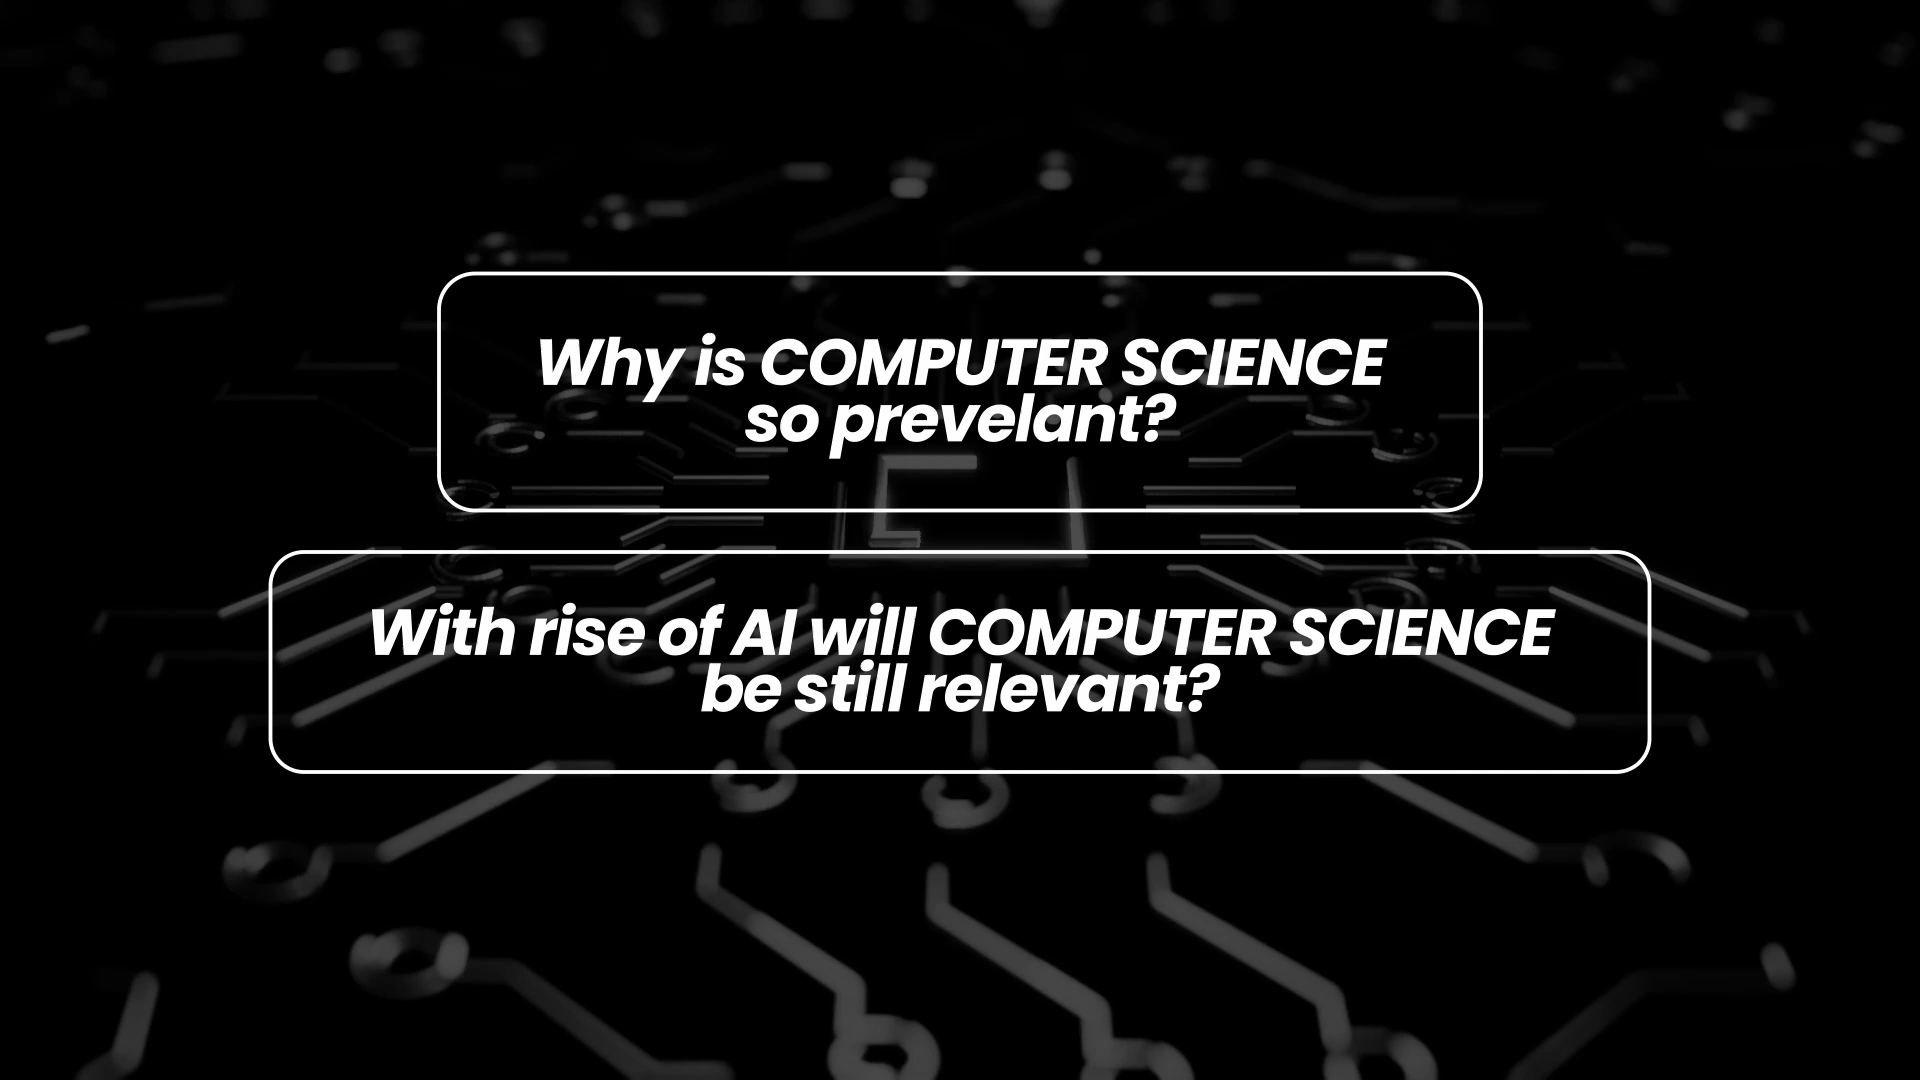 Why is COMPUTER SCIENCE
so prevelant?
With rise of AI will COMPUTER SCIENCE
be still relevant?